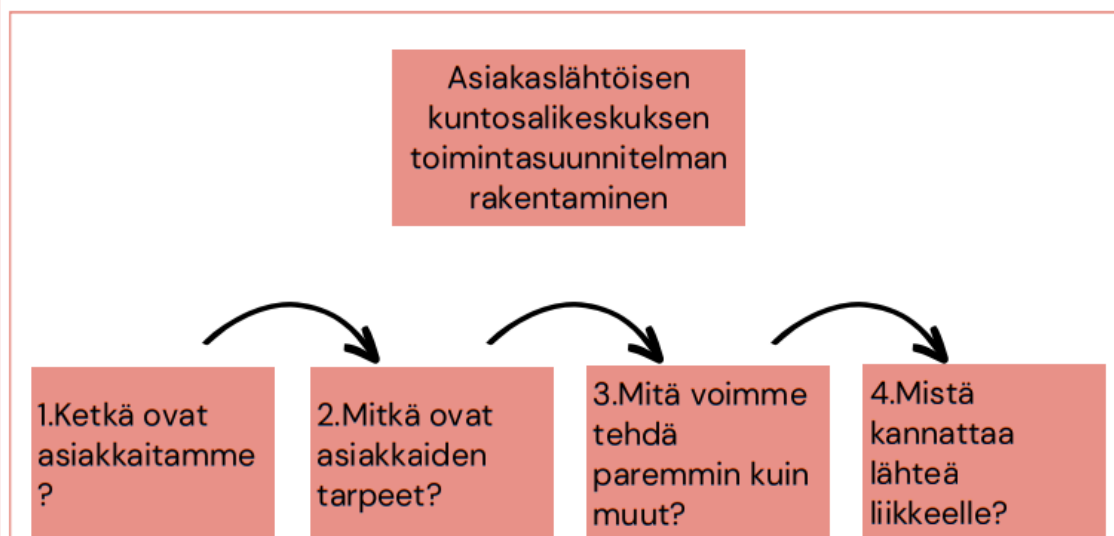 Asiakaslähtöisen
kuntosalikeskuksen
toimintasuunnitelman
rakentaminen
1.Ketkä ovat
asiakkaitamme
?
2.Mitkä ovat
asiakkaiden
tarpeet?
3.Mitä voimme
tehdä
paremmin kuin
muut?
4.Mistä
kannattaa
lähteä
liikkeelle?